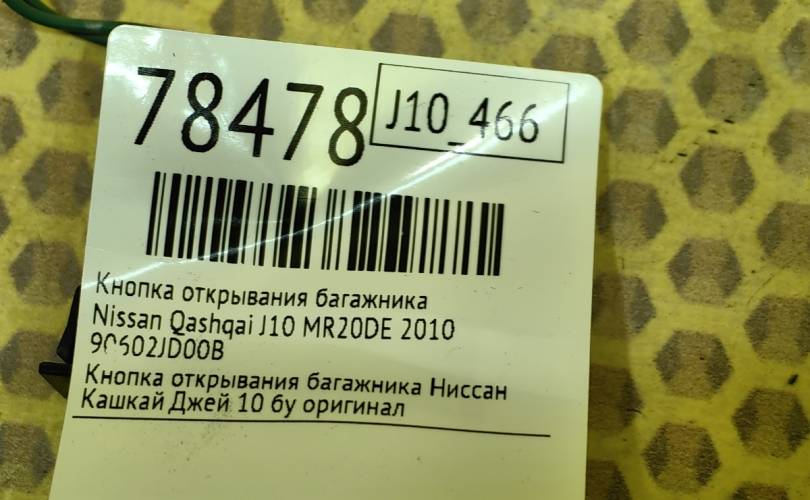 78478
J10_466
Кнопка открывания багажника
Nissan Qashqai J10 MR20DE 2010
90602JD00B
Кнопка открывания багажника Ниссан
Кашкай Джей 10 бу оригинал